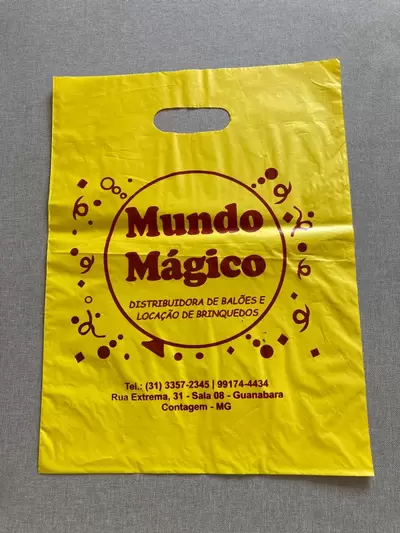 Mundo
Mágico
DISTRIBUIDORA DE BALÕES E
LOCAÇÃO DE BRINQUEDOS
Tel.: (31) 3357-2345 | 99174-4434
Rua Extrema, 31 - Sala 08 - Guanabara
Contagem - MG